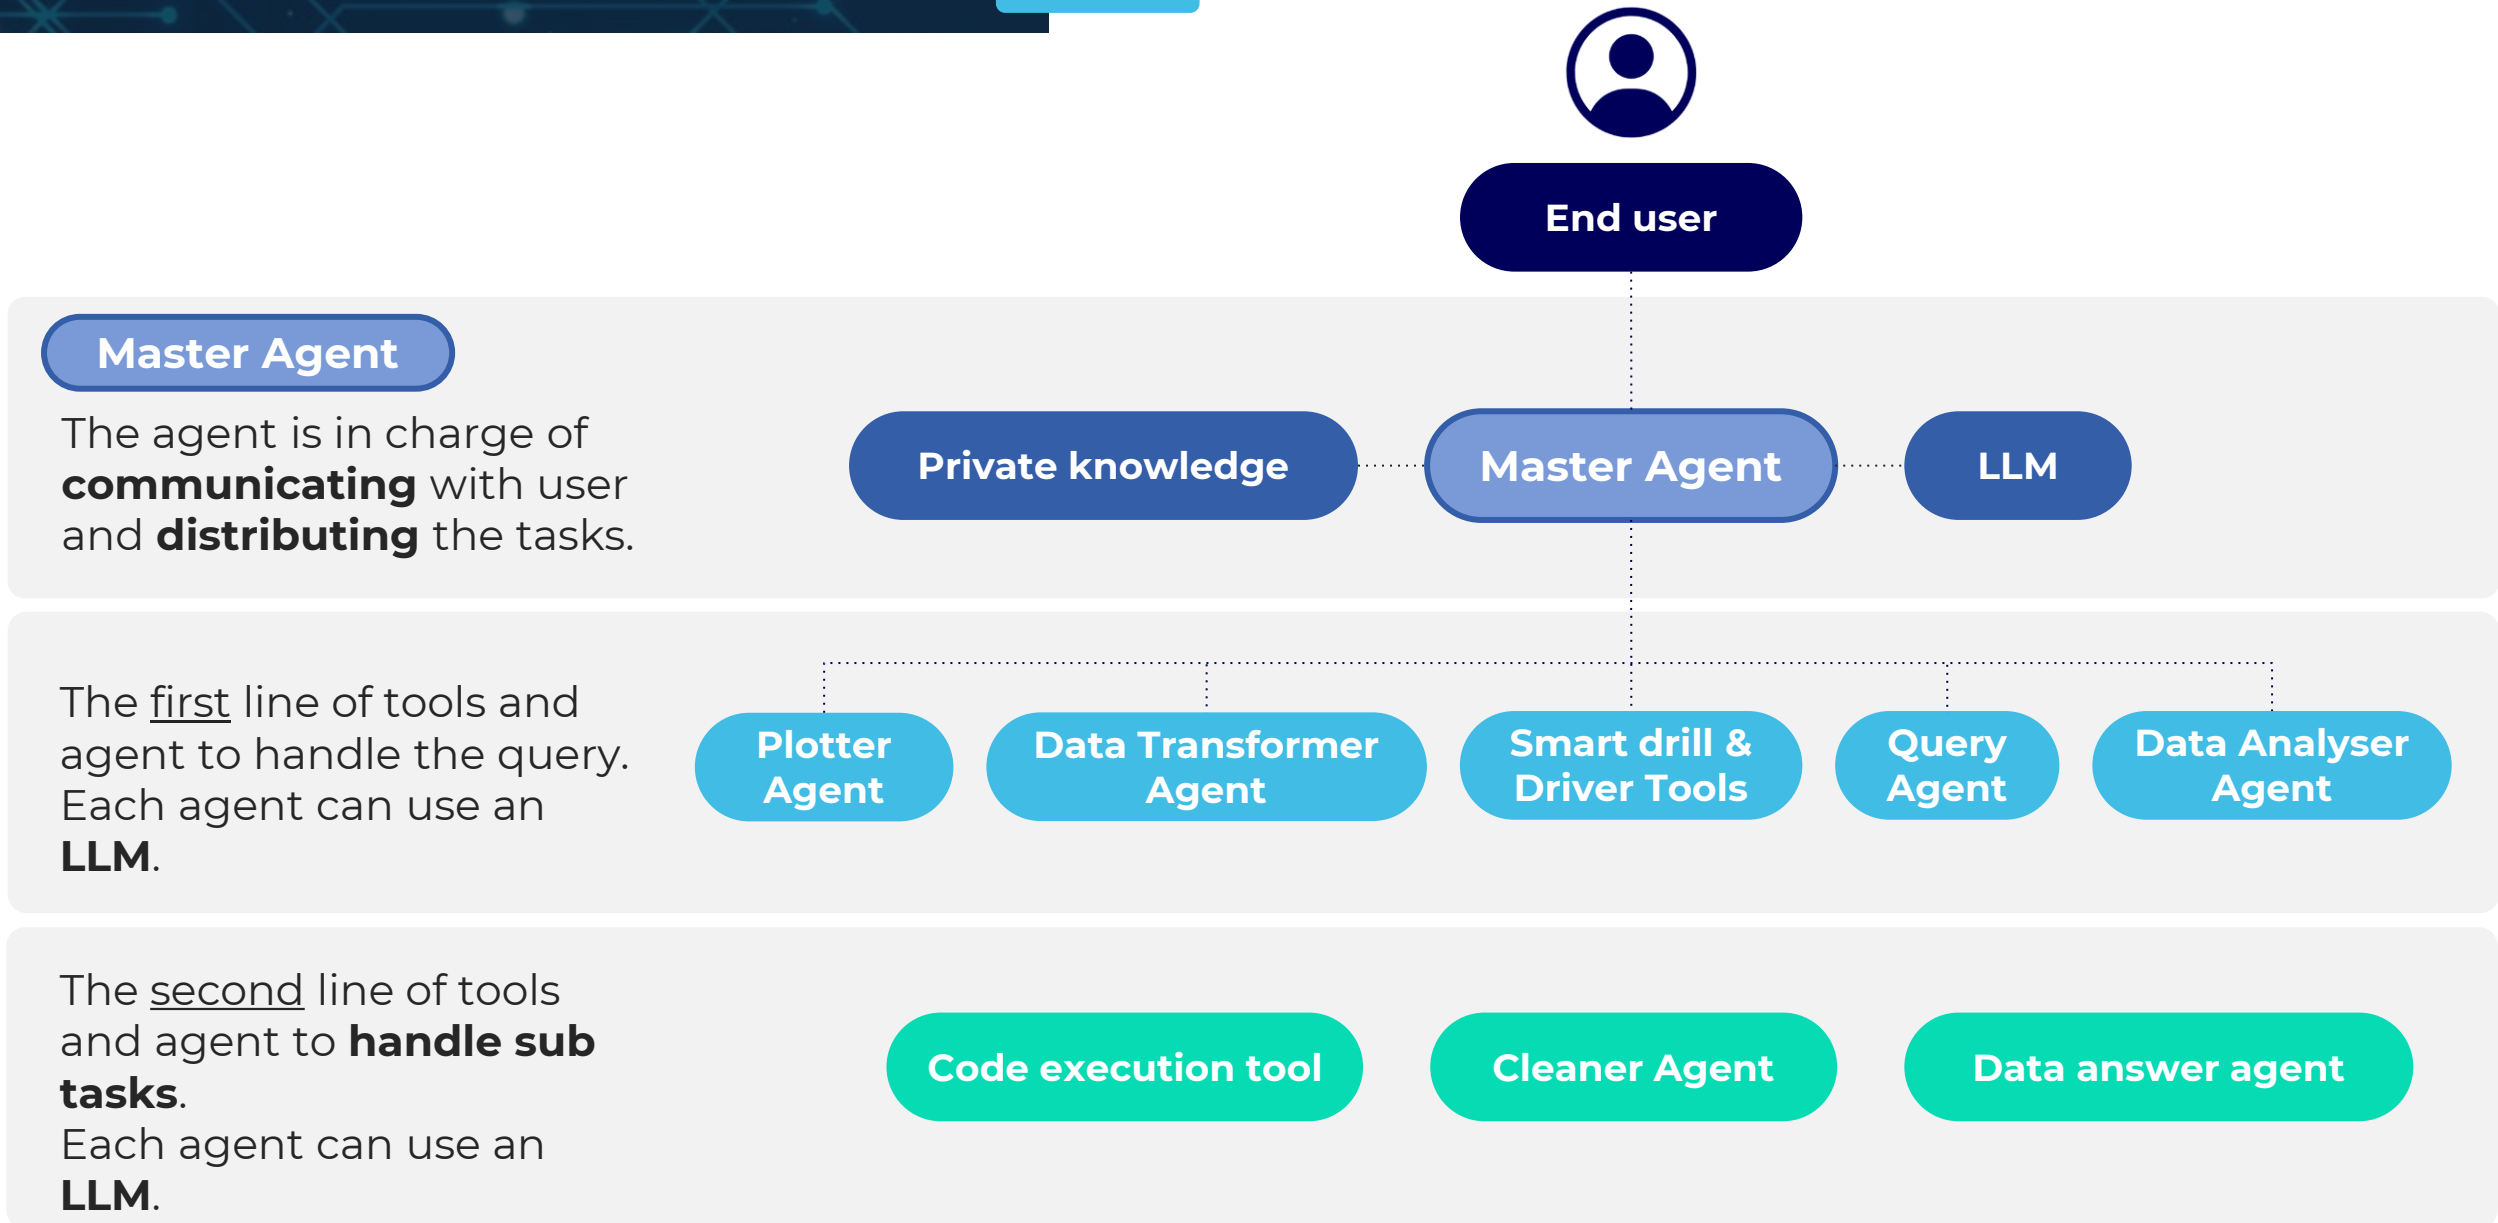 End user
Master Agent
The agent is in charge of
communicating with user
and distributing the tasks.
Private knowledge
Master Agent
LLM
The first line of tools and
agent to handle the query.
Each agent can use an
LLM.
Plotter
Agent
Data Transformer
Agent
Smart drill &
Driver Tools
Query
Agent
Data Analyser
Agent
The second line of tools
and agent to handle sub
tasks.
Each agent can use an
LLM.
Code execution tool
Cleaner Agent
Data answer agent